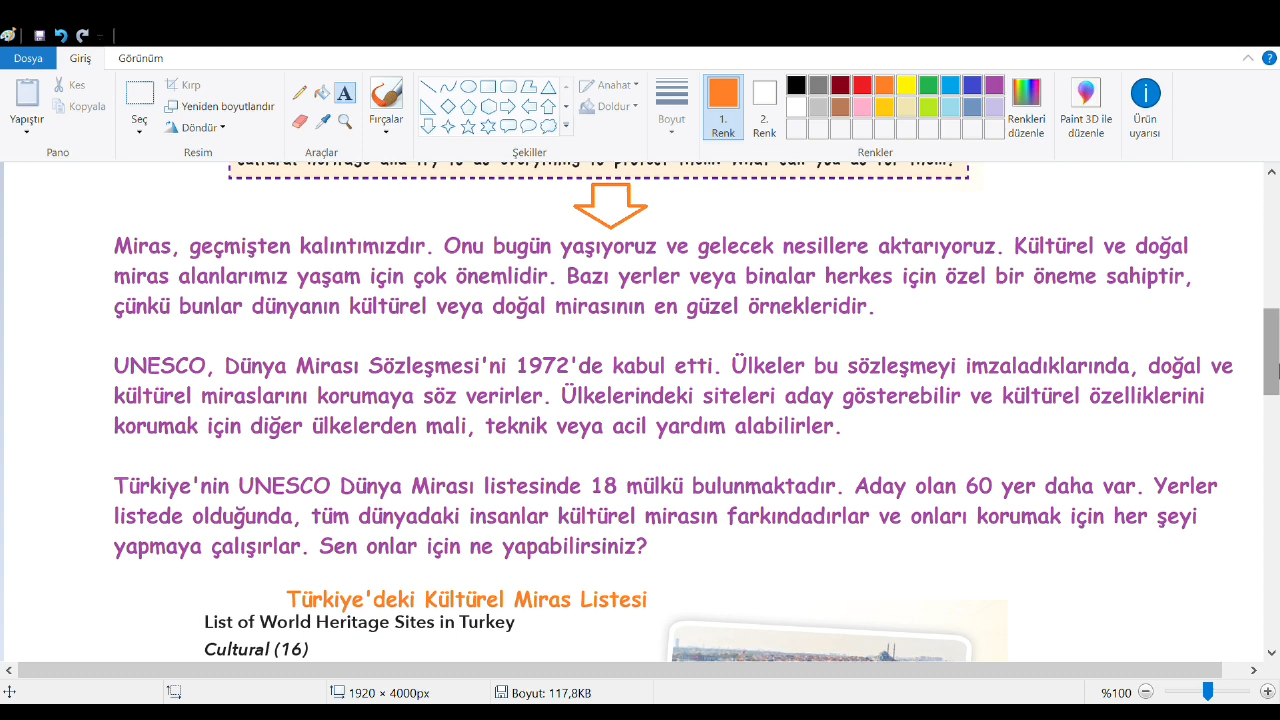 Dosya Giriş Görünüm
Yapıştır
Kes
Kopyala
Pano
Seç
Kırp
Yeniden boyutlandır
Döndür
Resim
Araçlar
Fırçalar
Şekiller
Anahat
Doldur
Boyut
1. Renk
2. Renk
Renkleri düzenle
Renkler
Paint 3D ile düzenle
Ürün uyarısı
Miras, geçmişten kalıntımızdır. Onu bugün yaşıyoruz ve gelecek nesillere aktarıyoruz. Kültürel ve doğal
miras alanlarımız yaşam için çok önemlidir. Bazı yerler veya binalar herkes için özel bir öneme sahiptir,
çünkü bunlar dünyanın kültürel veya doğal mirasının en güzel örnekleridir.
UNESCO, Dünya Mirası Sözleşmesi'ni 1972'de kabul etti. Ülkeler bu sözleşmeyi imzaladıklarında, doğal ve
kültürel miraslarını korumaya söz verirler. Ülkelerindeki siteleri aday gösterebilir ve kültürel özelliklerini
korumak için diğer ülkelerden mali, teknik veya acil yardım alabilirler.
Türkiye'nin UNESCO Dünya Mirası listesinde 18 mülkü bulunmaktadır. Aday olan 60 yer daha var. Yerler
listede olduğunda, tüm dünyadaki insanlar kültürel mirasın farkındadırlar ve onları korumak için her şeyi
yapmaya çalışırlar. Sen onlar için ne yapabilirsiniz?
Türkiye'deki Kültürel Miras Listesi
List of World Heritage Sites in Turkey
Cultural (16)
1920 × 4000px
Boyut: 117,8KB
%100